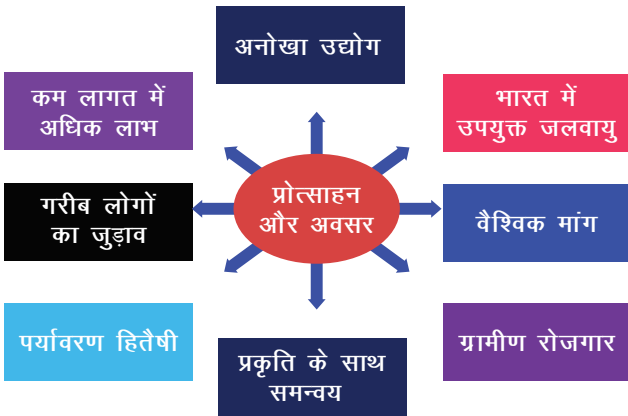 अनोखा उद्योग
कम लागत में
अधिक लाभ
भारत में
उपयुक्त जलवायु
प्रोत्साहन
और अवसर
गरीब लोगों
का जुड़ाव
वैश्विक मांग
पर्यावरण हितैषी
प्रकृति के साथ
समन्वय
ग्रामीण रोजगार